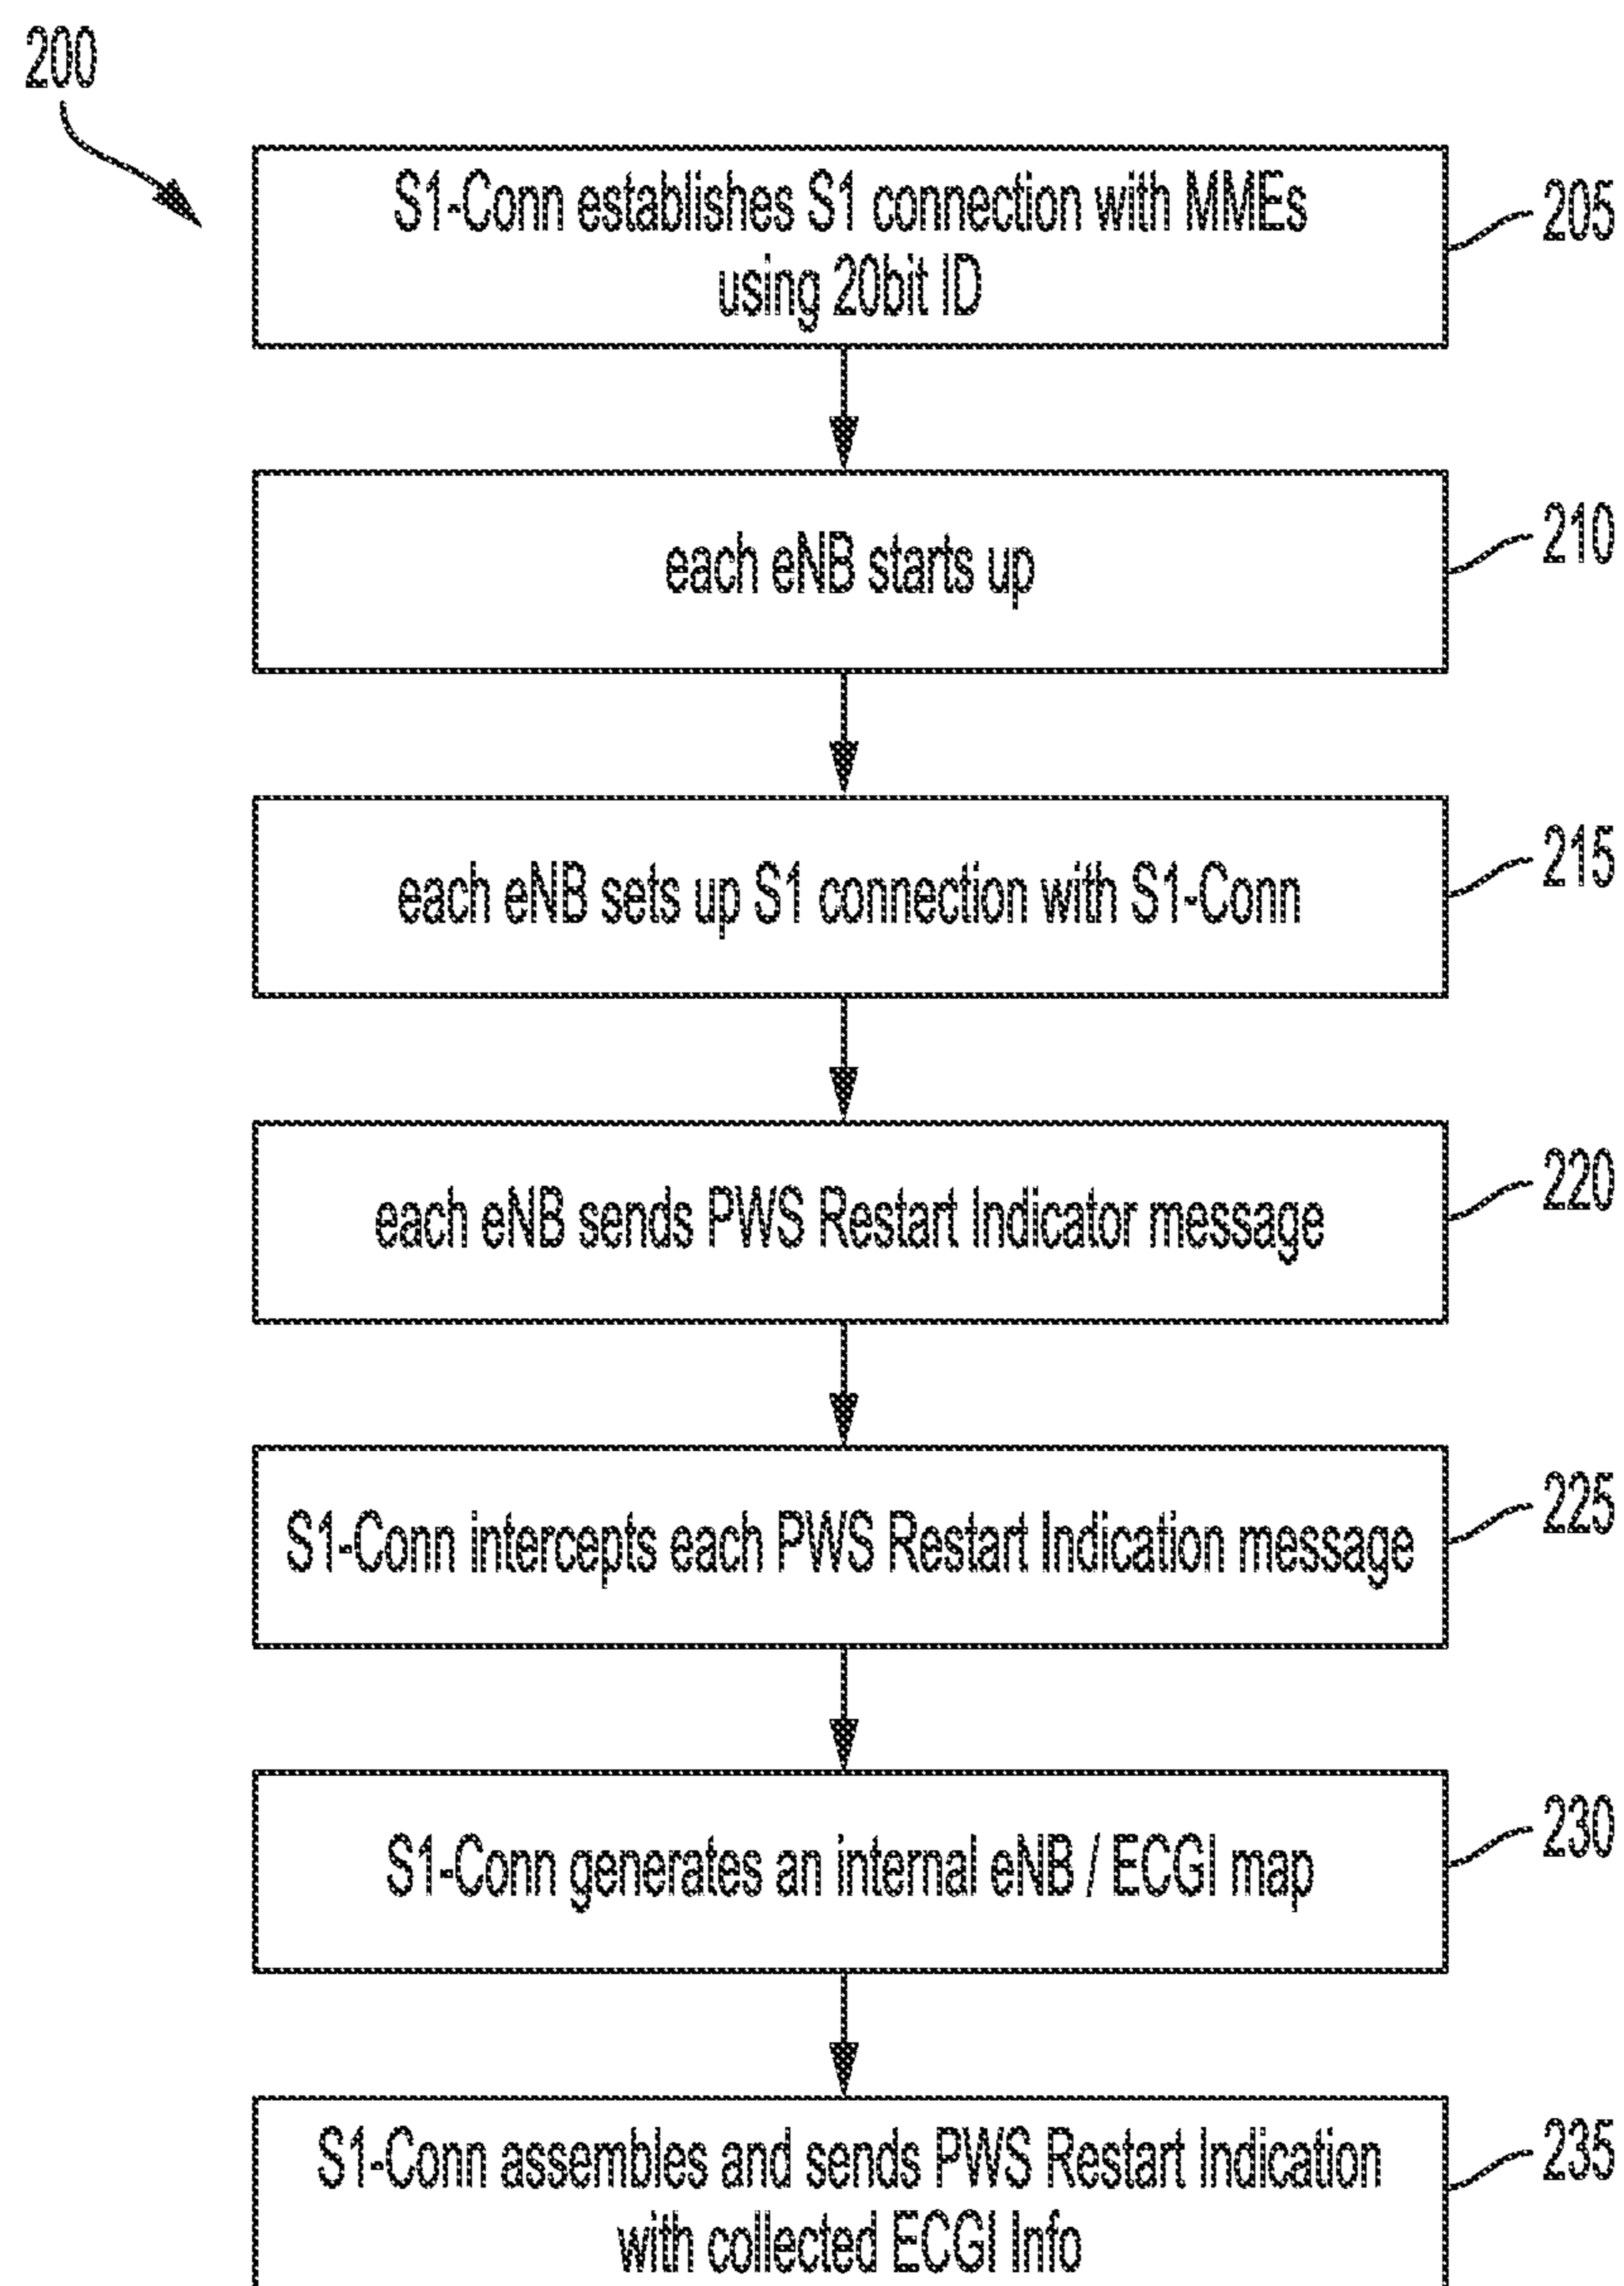 200
S1-Conn establishes S1 connection with MMEs
using 20bit ID
205
each eNB starts up
210
each eNB sets up S1 connection with S1-Conn
215
each eNB sends PWS Restart Indicator message
220
S1-Conn intercepts each PWS Restart Indication message
225
S1-Conn generates an internal eNB / ECGI map
230
S1-Conn assembles and sends PWS Restart Indication
with collected ECGI Info
235